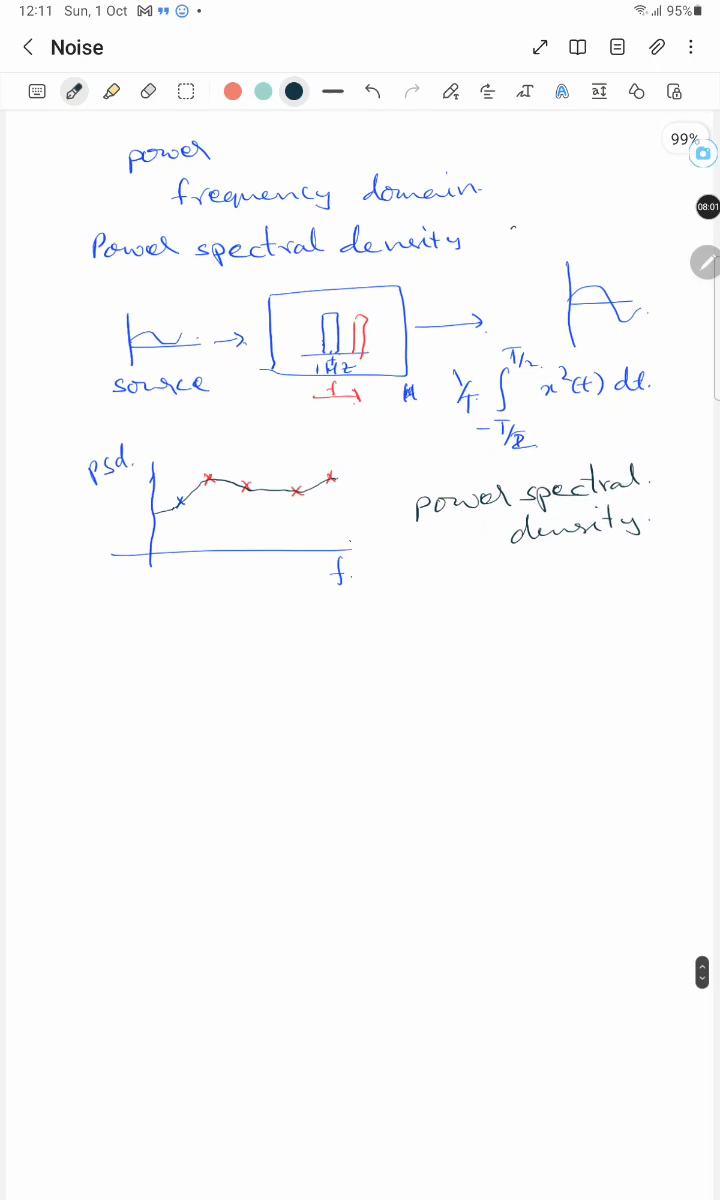 12:11 Sun, 1 Oct 95%
Noise
99%
08:01
power
frequency domain
Power spectral density
source
1Hz
f
1/T ∫ -T/2 T/2 x²(t) dt.
psd.
f.
power spectral
density.